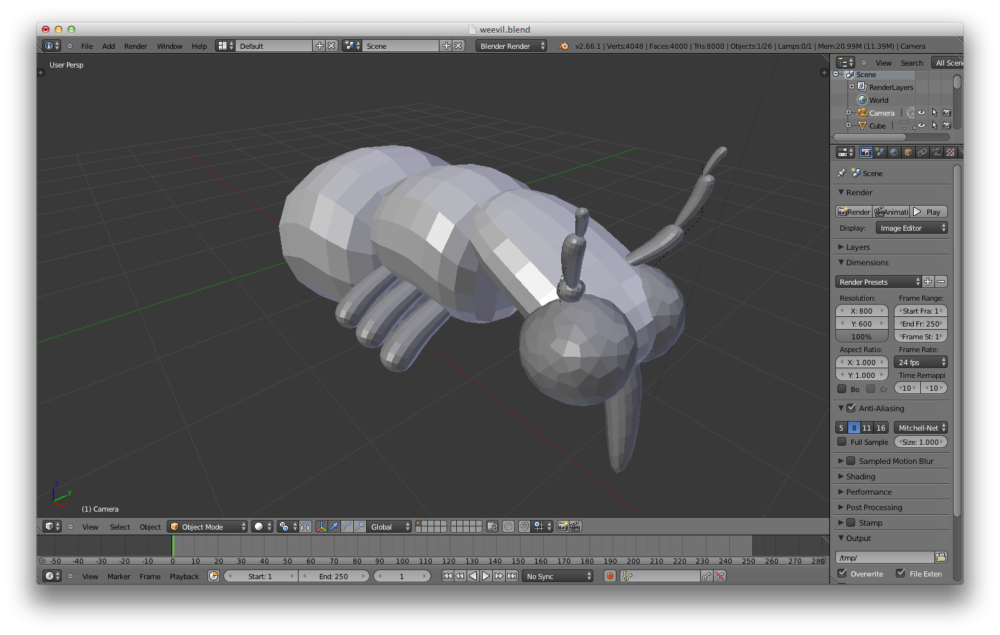 weevil.blend
File Add Render Window Help Default Scene Blender Render v2.66.1 | Verts:4048 | Faces:4000 | Tris:8000 | Objects:1/26 | Lamps:0/1 | Mem:20.99M (11.39M) | Camera
User Persp
View Search All Scen
Scene
RenderLayers
World
Camera
Cube
Scene
Render
Render Animati Play
Display: Image Editor
Layers
Dimensions
Render Presets
Resolution: Frame Range:
X: 800 Start Fra: 1
Y: 600 End Fr: 250
100% Frame St: 1
Aspect Ratio: Frame Rate:
X: 1.000 24 fps
Y: 1.000 Time Remappi
Bo Cr 10 10
Anti-Aliasing
5 8 11 16 Mitchell-Net
Full Sample Size: 1.000
Sampled Motion Blur
Shading
Performance
Post Processing
Stamp
Output
/tmp/
Overwrite File Exten
z
y
x
(1) Camera
View Select Object Object Mode Global
-50 -40 -30 -20 -10 0 10 20 30 40 50 60 70 80 90 100 110 120 130 140 150 160 170 180 190 200 210 220 230 240 250 260 270 280
View Marker Frame Playback Start: 1 End: 250 1 No Sync